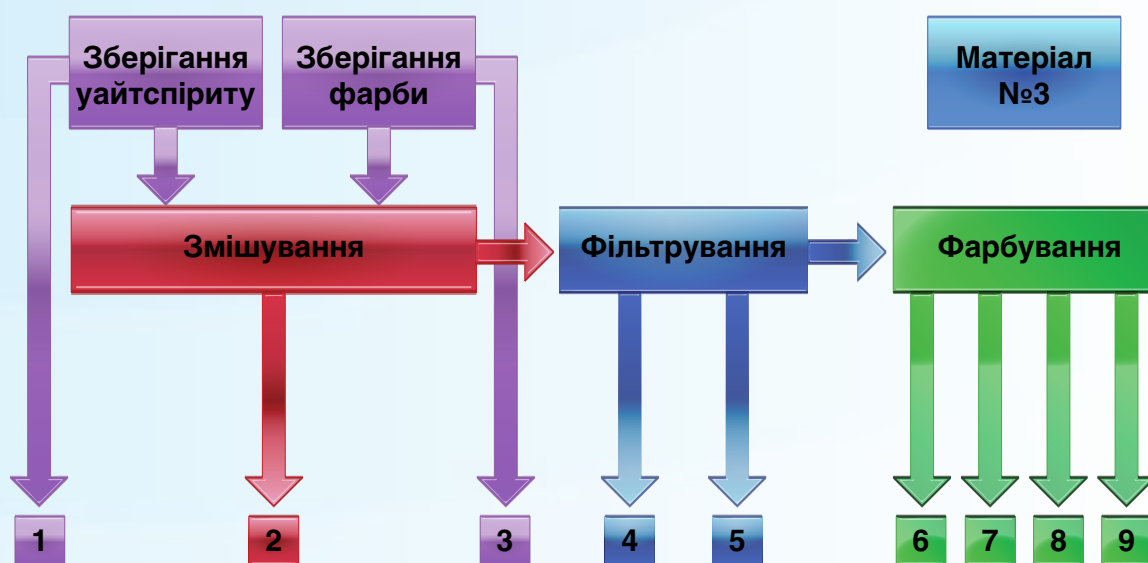 Зберігання
уайтспіриту
Зберігання
фарби
Матеріал
№3
Змішування
Фільтрування
Фарбування
1
2
3
4
5
6
7
8
9